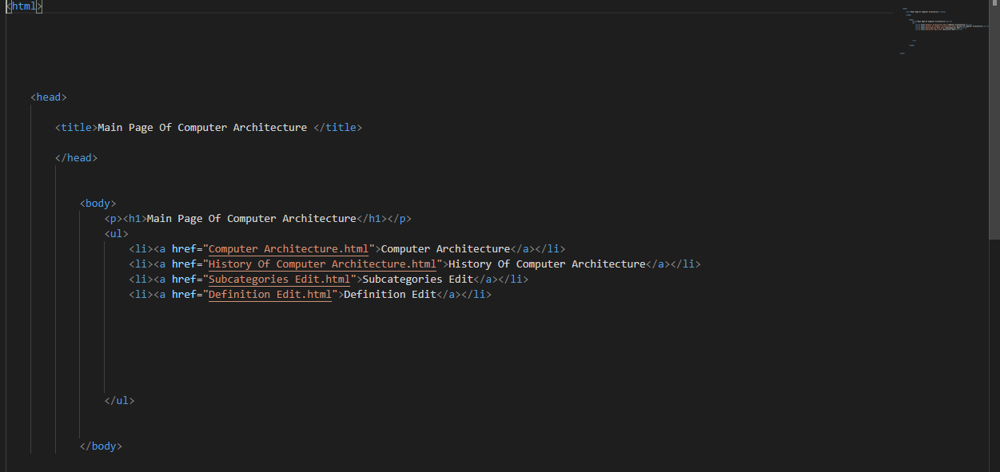 <html>
<head>
<title>Main Page Of Computer Architecture </title>
</head>
<body>
<p><h1>Main Page Of Computer Architecture</h1></p>
<ul>
<li><a href="Computer Architecture.html">Computer Architecture</a></li>
<li><a href="History Of Computer Architecture.html">History Of Computer Architecture</a></li>
<li><a href="Subcategories Edit.html">Subcategories Edit</a></li>
<li><a href="Definition Edit.html">Definition Edit</a></li>
</ul>
</body>